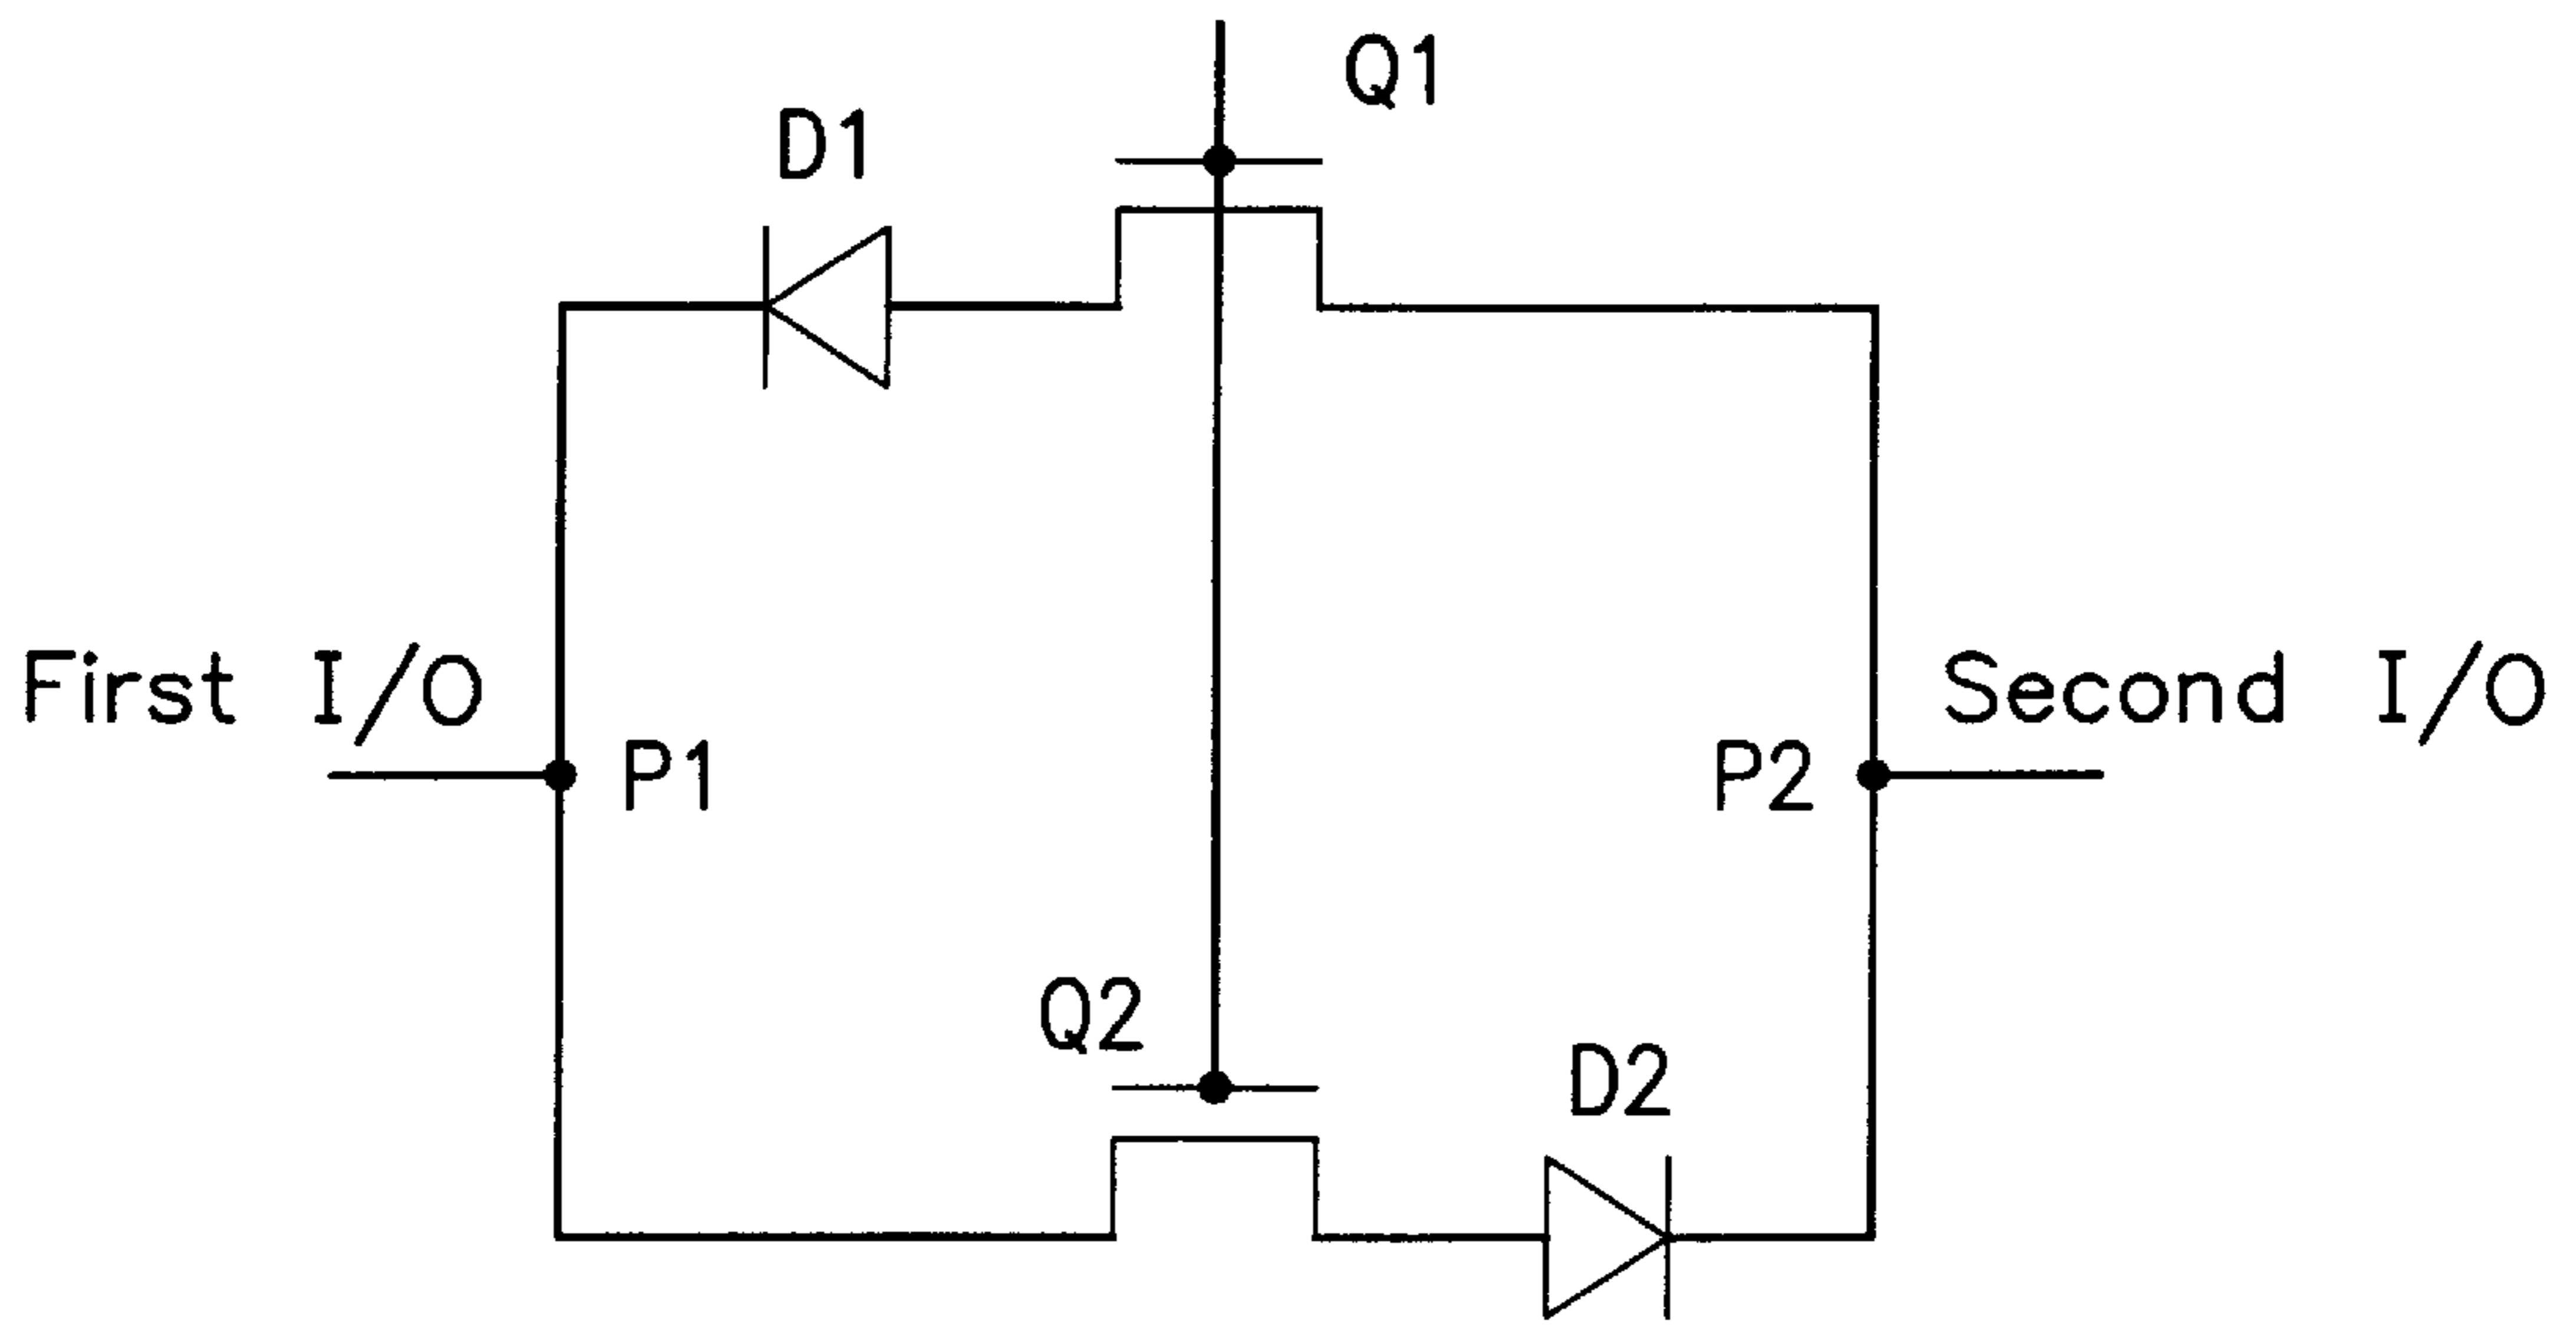 Q1
D1
First I/O
Second I/O
P1
P2
Q2
D2